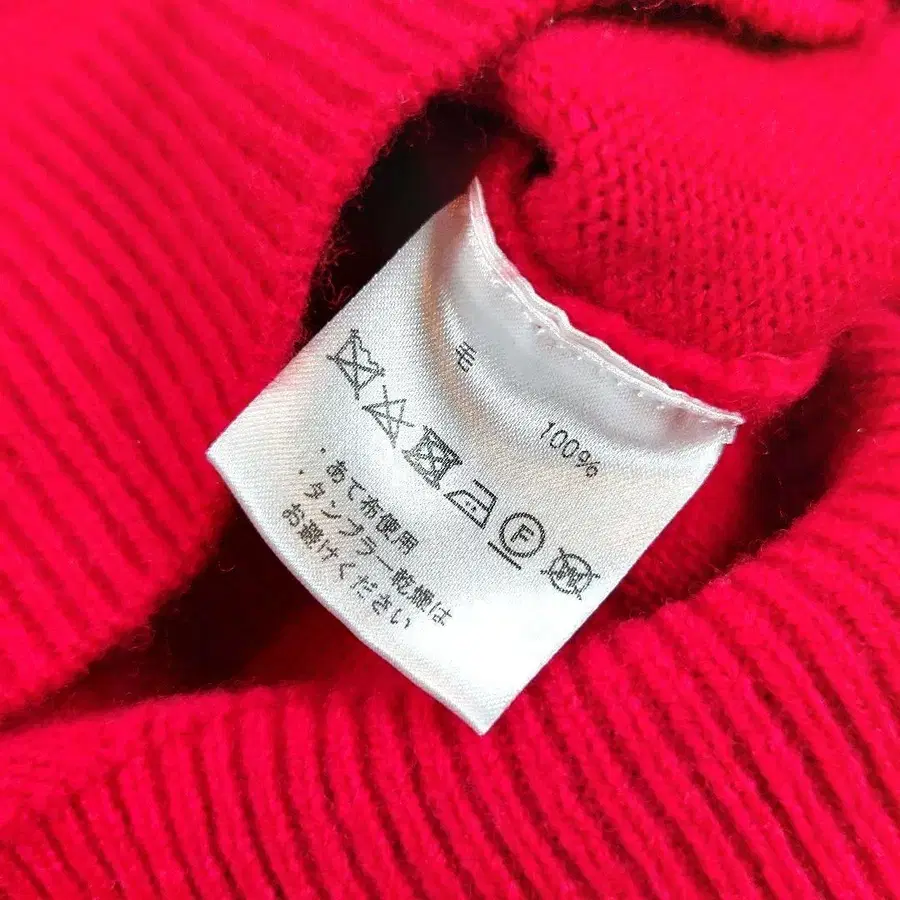 毛 100%
F
・あて布使用
・タンブラー乾燥は
お避けください